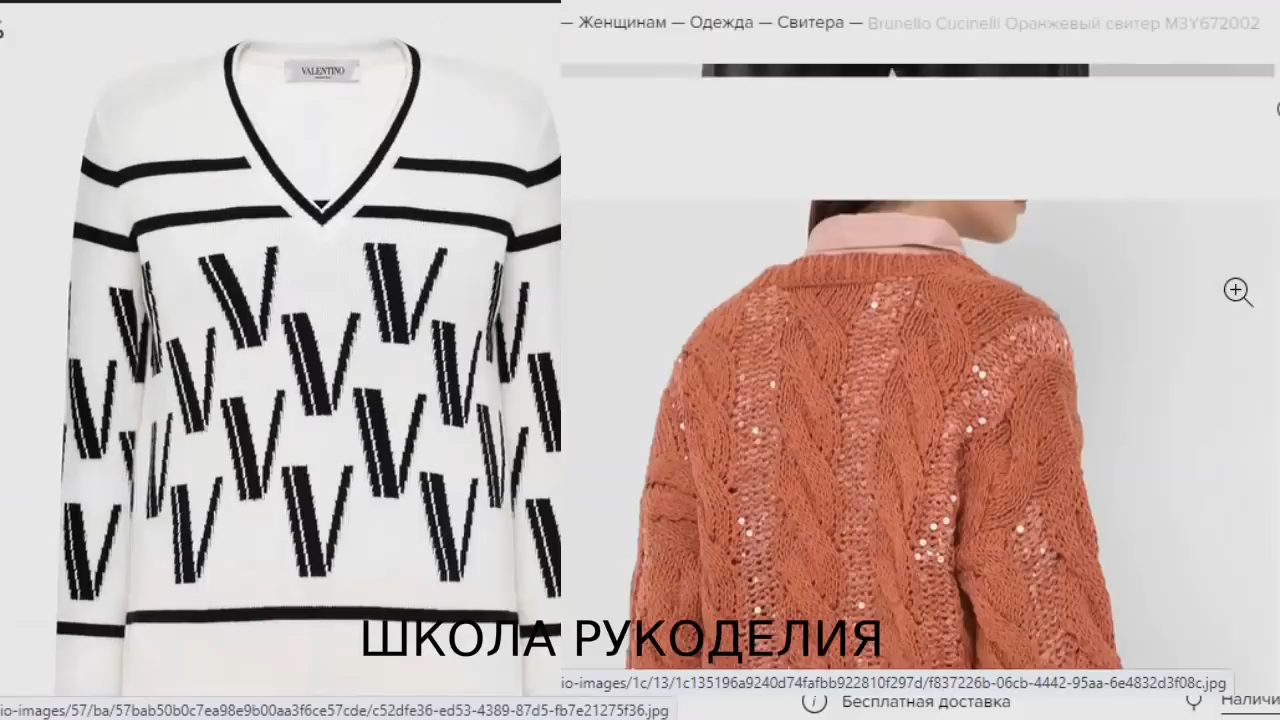 — Женщинам — Одежда — Свитера — Brunello Cucinelli Оранжевый свитер M3Y672002
VALENTINO
ШКОЛА РУКОДЕЛИЯ
io-images/1c/13/1c135196a9240d74fafbb922810f297d/f837226b-06cb-4442-95aa-6e4832d3f08c.jpg
i Бесплатная доставка
io-images/57/ba/57bab50b0c7ea98e9b00aa3f6ce57cde/c52dfe36-ed53-4389-87d5-fb7e21275f36.jpg